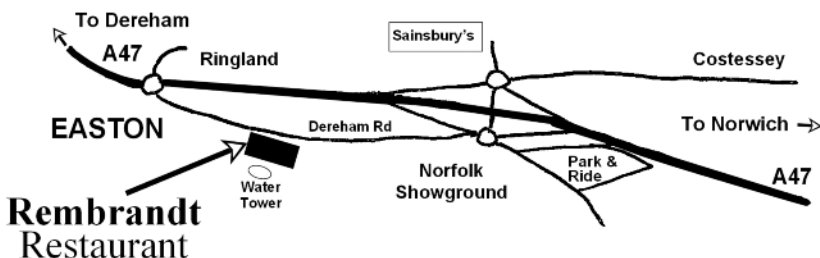 To Dereham
A47
Ringland
Sainsbury's
Costessey
EASTON
Dereham Rd
To Norwich
Norfolk
Showground
Park &
Ride
A47
Water
Tower
Rembrandt
Restaurant